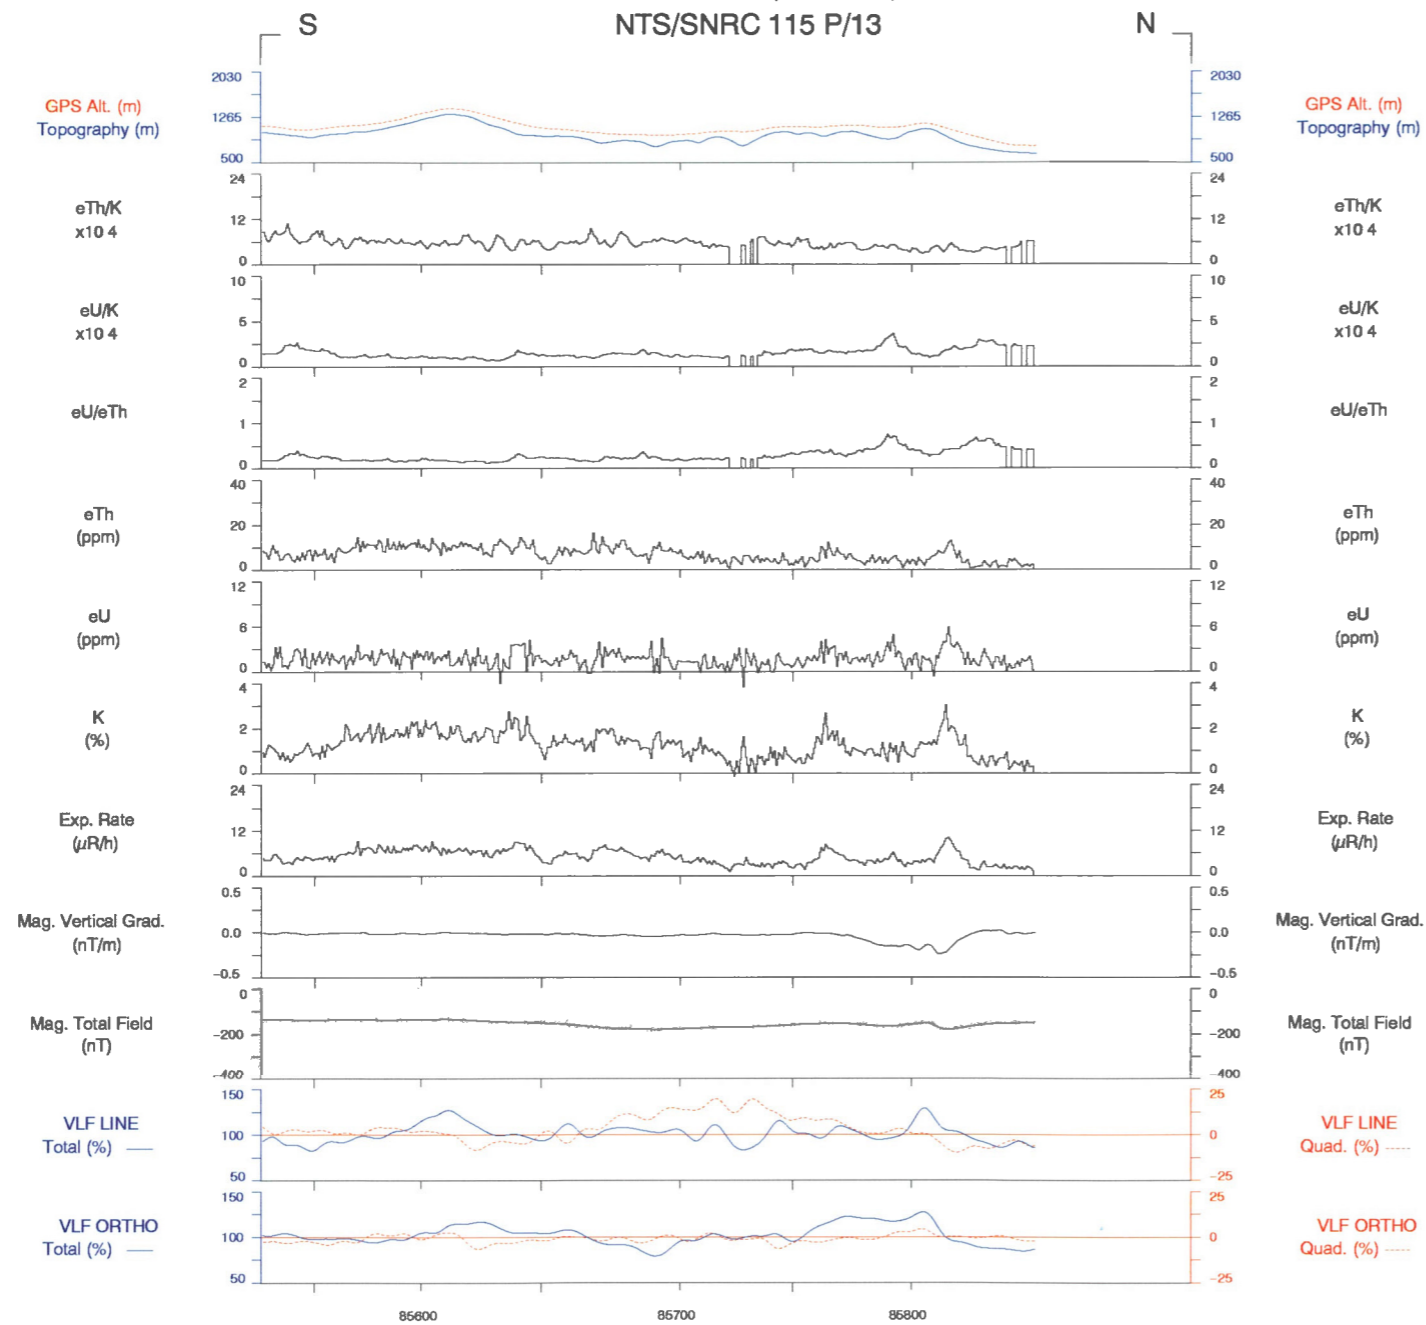 S NTS/SNRC 115 P/13 N
2030 2030
GPS Alt. (m) 1265 1265 GPS Alt. (m)
Topography (m) Topography (m)
500 500
24 24
eTh/K eTh/K
x10 4 12 12 x10 4
0 0
10 10
eU/K eU/K
x10 4 5 5 x10 4
0 0
2 2
eU/eTh 1 1 eU/eTh
0 0
40 40
eTh eTh
(ppm) 20 20 (ppm)
0 0
12 12
eU eU
(ppm) 6 6 (ppm)
0 0
4 4
K K
(%) 2 2 (%)
0 0
24 24
Exp. Rate Exp. Rate
(µR/h) 12 12 (µR/h)
0 0
0.5 0.5
Mag. Vertical Grad. 0.0 0.0 Mag. Vertical Grad.
(nT/m) (nT/m)
-0.5 -0.5
0 0
Mag. Total Field Mag. Total Field
(nT) -200 -200 (nT)
-400 -400
150 25
VLF LINE 100 0 VLF LINE
Total (%) Quad. (%)
50 -25
150 25
VLF ORTHO 100 0 VLF ORTHO
Total (%) Quad. (%)
50 -25
85600 85700 85800